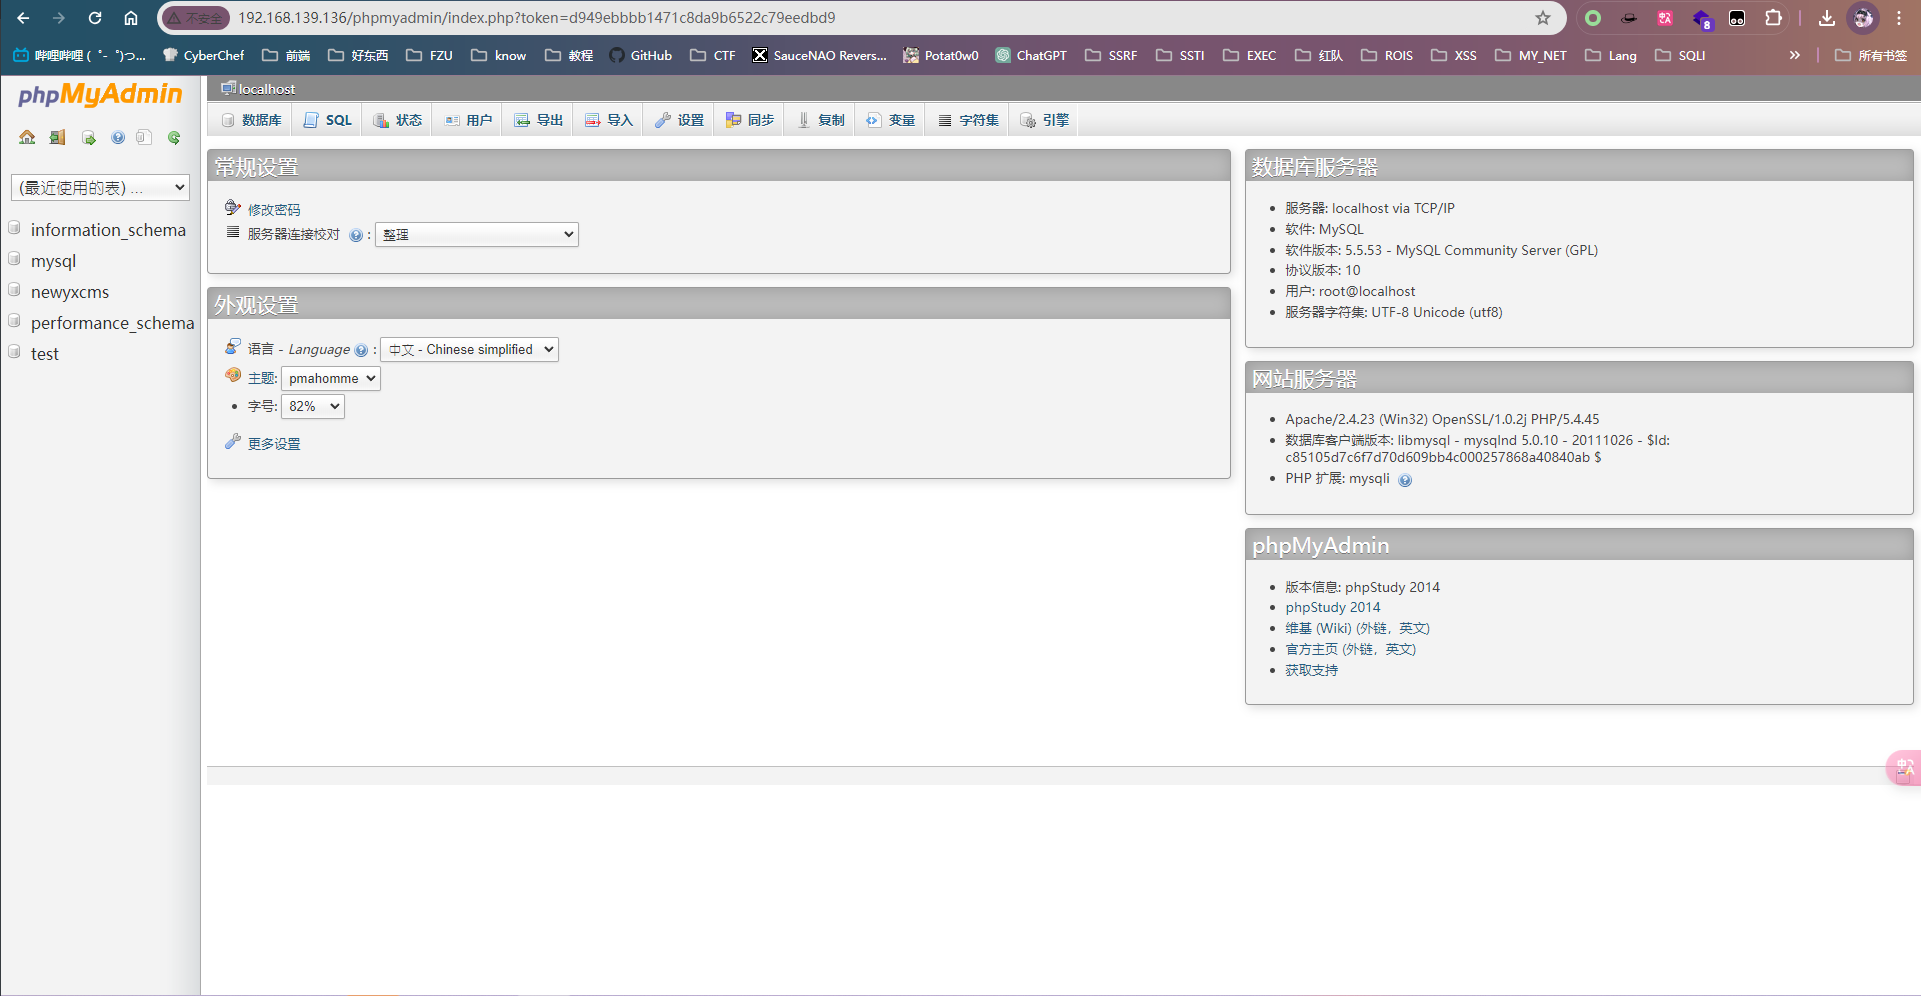 不安全
192.168.139.136/phpmyadmin/index.php?token=d949ebbbb1471c8da9b6522c79eedbd9
8
哔哩哔哩 (゜-゜)つ...
CyberChef
前端
好东西
FZU
know
教程
GitHub
CTF
SauceNAO Revers...
Potat0w0
ChatGPT
SSRF
SSTI
EXEC
红队
ROIS
XSS
MY_NET
Lang
SQLI
所有书签
phpMyAdmin
(最近使用的表) ...
information_schema
mysql
newyxcms
performance_schema
test
localhost
数据库
SQL
状态
用户
导出
导入
设置
同步
复制
变量
字符集
引擎
常规设置
修改密码
服务器连接校对 : 整理
外观设置
语言 - Language : 中文 - Chinese simplified
主题: pmahomme
字号: 82%
更多设置
数据库服务器
服务器: localhost via TCP/IP
软件: MySQL
软件版本: 5.5.53 - MySQL Community Server (GPL)
协议版本: 10
用户: root@localhost
服务器字符集: UTF-8 Unicode (utf8)
网站服务器
Apache/2.4.23 (Win32) OpenSSL/1.0.2j PHP/5.4.45
数据库客户端版本: libmysql - mysqlnd 5.0.10 - 20111026 - $Id:
c85105d7c6f7d70d609bb4c000257868a40840ab $
PHP 扩展: mysqli
phpMyAdmin
版本信息: phpStudy 2014
phpStudy 2014
维基 (Wiki) (外链，英文)
官方主页 (外链，英文)
获取支持